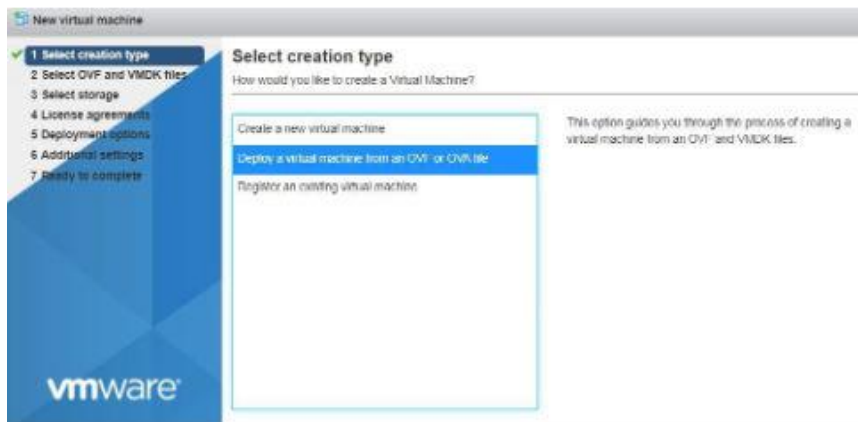 New virtual machine
1 Select creation type
2 Select OVF and VMDK files
3 Select storage
4 License agreements
5 Deployment options
6 Additional settings
7 Ready to complete
vmware
Select creation type
How would you like to create a Virtual Machine?
Create a new virtual machine
Deploy a virtual machine from an OVF or OVA file
Register an existing virtual machine
This option guides you through the process of creating a
virtual machine from an OVF and VMDK files.